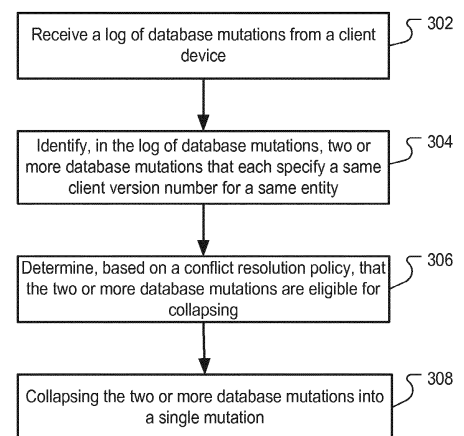 Receive a log of database mutations from a client
device
302
Identify, in the log of database mutations, two or
more database mutations that each specify a same
client version number for a same entity
304
Determine, based on a conflict resolution policy, that
the two or more database mutations are eligible for
collapsing
306
Collapsing the two or more database mutations into
a single mutation
308